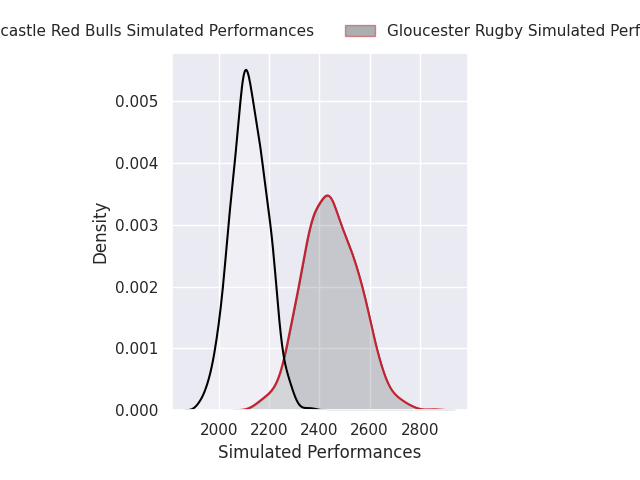 castle Red Bulls Simulated Performances
Gloucester Rugby Simulated Perf
0.005
0.004
0.003
0.002
0.001
0.000
Density
2000 2200 2400 2600 2800
Simulated Performances